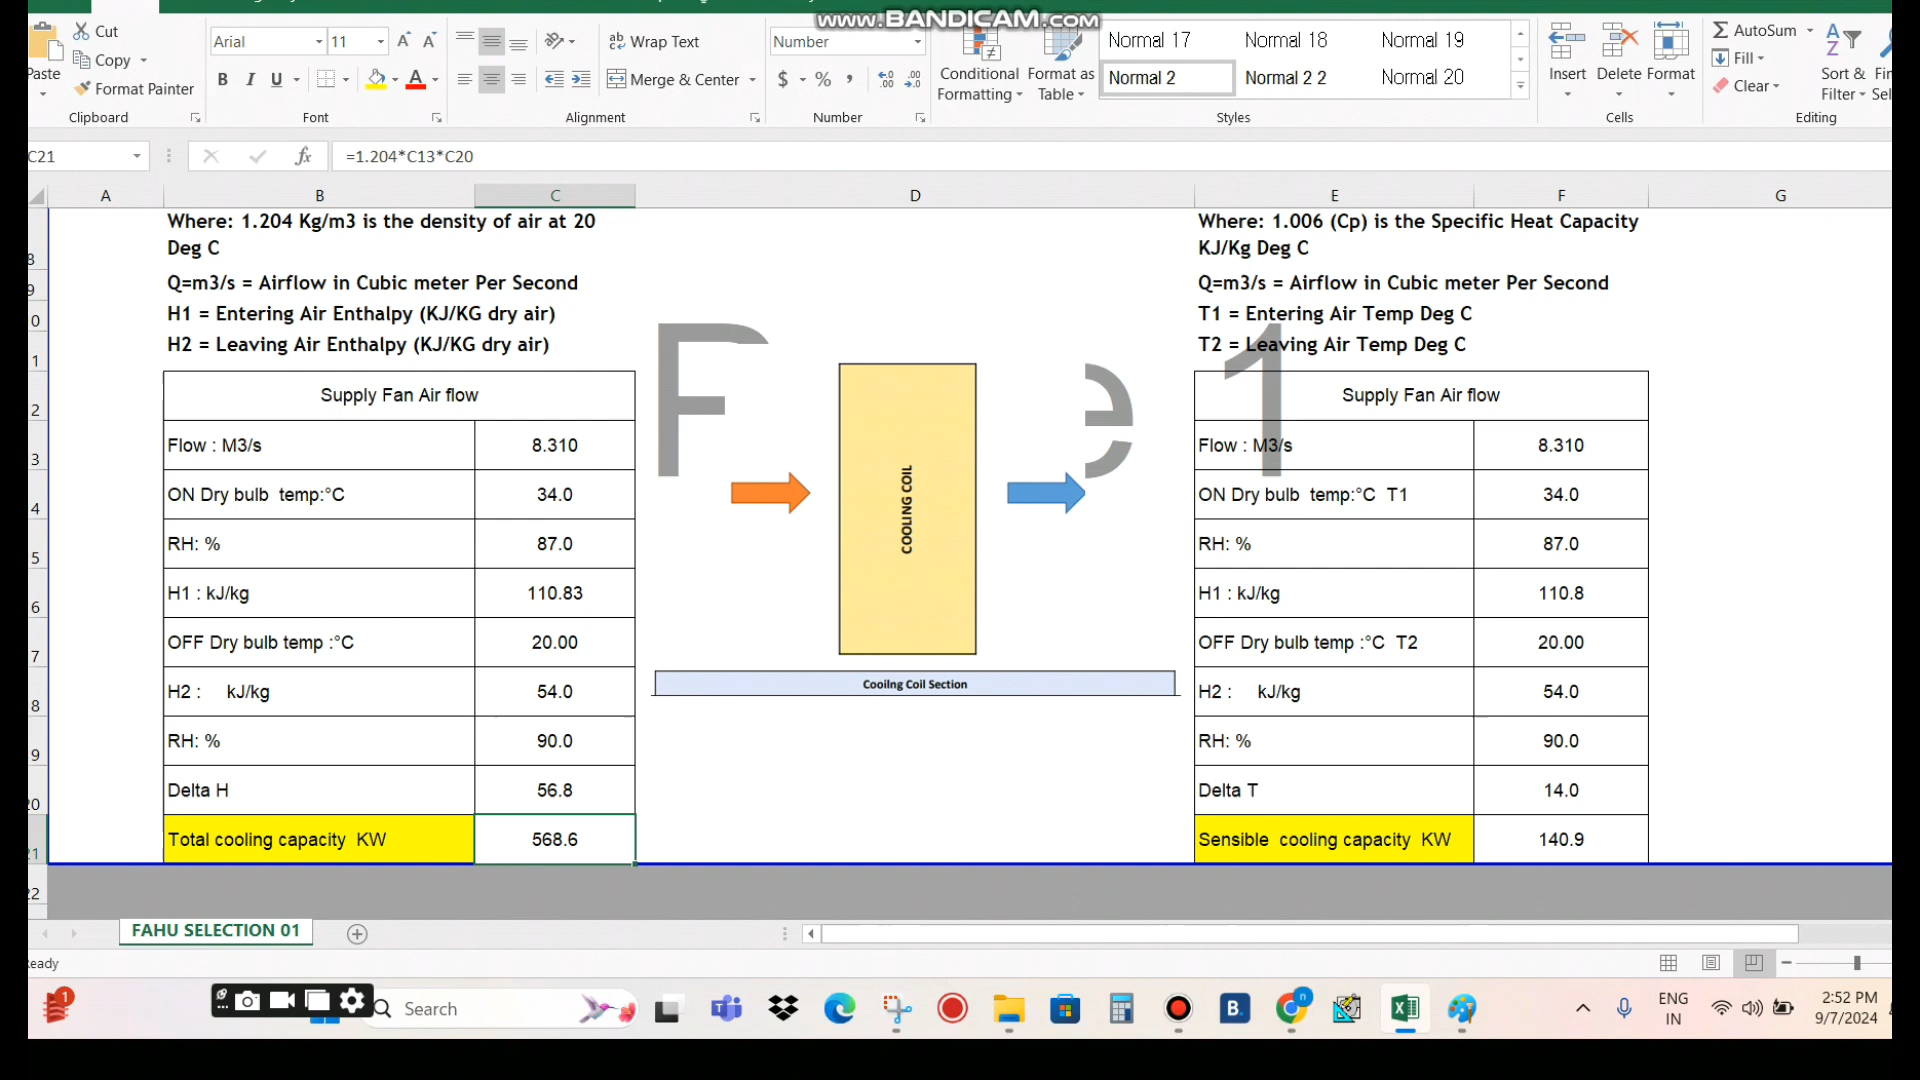 www.BANDICAM.com
Cut
Copy
Format Painter
Paste
Clipboard
Arial
11
B I U
Font
Wrap Text
Merge & Center
Alignment
Number
$ %
Number
Conditional
Formatting
Format as
Table
Normal 17 Normal 18 Normal 19
Normal 2 Normal 2 2 Normal 20
Styles
Insert Delete Format
Cells
AutoSum
Fill
Clear
Sort &
Filter
Editing
C21
fx
=1.204*C13*C20
A B C D E F G
Where: 1.204 Kg/m3 is the density of air at 20
Deg C
Q=m3/s = Airflow in Cubic meter Per Second
H1 = Entering Air Enthalpy (KJ/KG dry air)
H2 = Leaving Air Enthalpy (KJ/KG dry air)
Supply Fan Air flow
Flow : M3/s 8.310
ON Dry bulb temp:°C 34.0
RH: % 87.0
H1 : kJ/kg 110.83
OFF Dry bulb temp :°C 20.00
H2 : kJ/kg 54.0
RH: % 90.0
Delta H 56.8
Total cooling capacity KW 568.6
COOLING COIL
Cooilng Coil Section
Where: 1.006 (Cp) is the Specific Heat Capacity
KJ/Kg Deg C
Q=m3/s = Airflow in Cubic meter Per Second
T1 = Entering Air Temp Deg C
T2 = Leaving Air Temp Deg C
Supply Fan Air flow
Flow : M3/s 8.310
ON Dry bulb temp:°C T1 34.0
RH: % 87.0
H1 : kJ/kg 110.8
OFF Dry bulb temp :°C T2 20.00
H2 : kJ/kg 54.0
RH: % 90.0
Delta T 14.0
Sensible cooling capacity KW 140.9
FAHU SELECTION 01
Search
ENG
IN
2:52 PM
9/7/2024